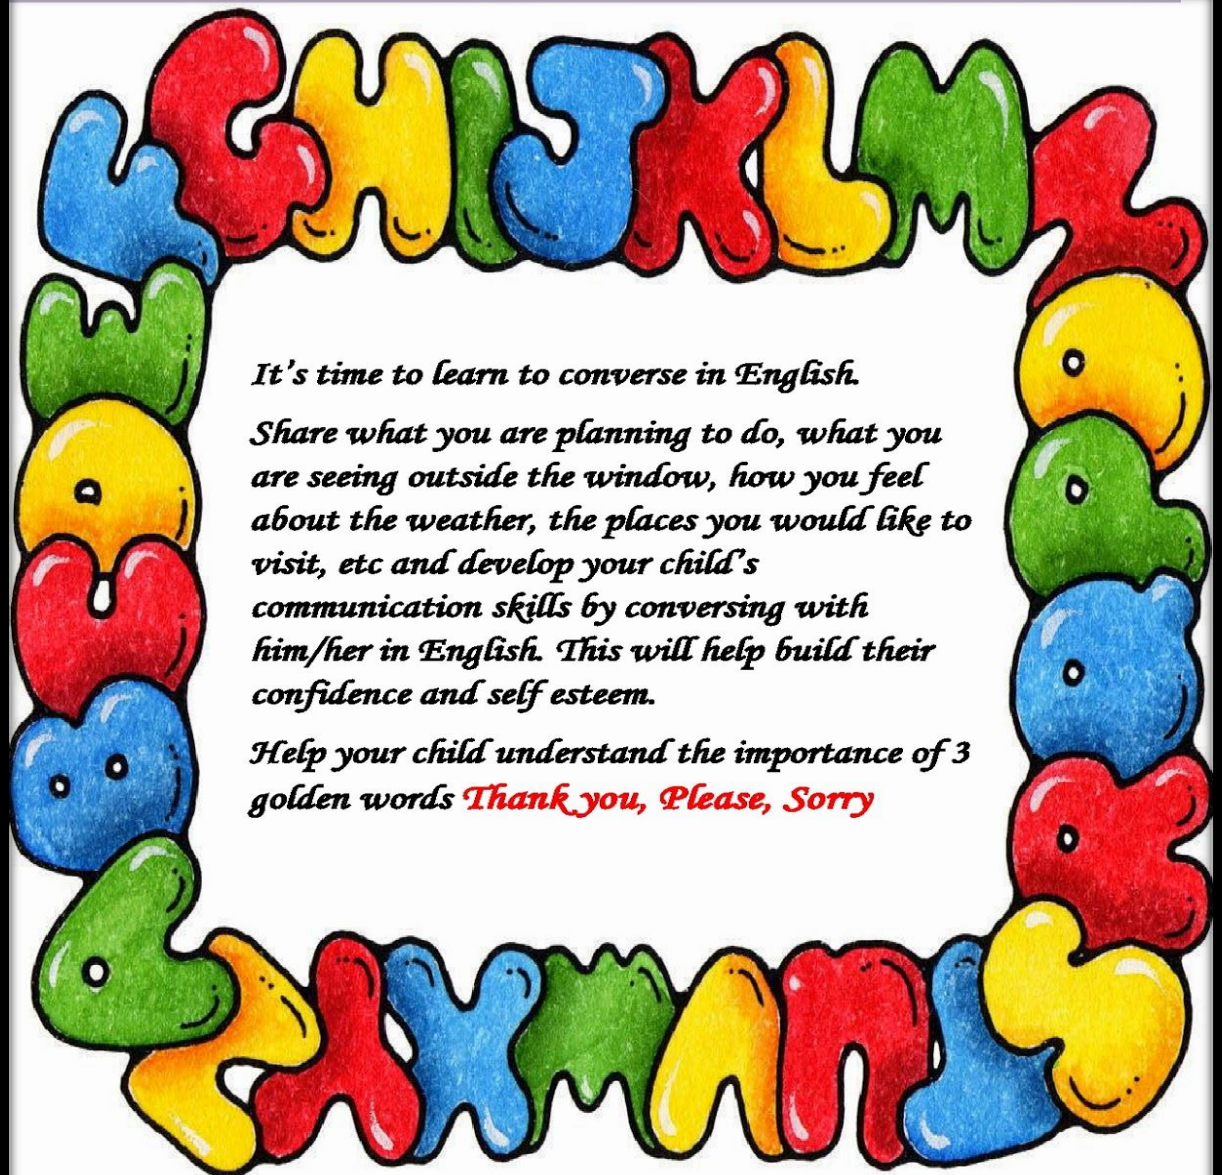 It's time to learn to converse in English.
Share what you are planning to do, what you
are seeing outside the window, how you feel
about the weather, the places you would like to
visit, etc and develop your child's
communication skills by conversing with
him/her in English. This will help build their
confidence and self esteem.
Help your child understand the importance of 3
golden words Thank you, Please, Sorry
A
B
C
D
E
F
G
H
I
J
K
L
M
N
O
P
Q
R
S
T
U
V
W
X
Y
Z